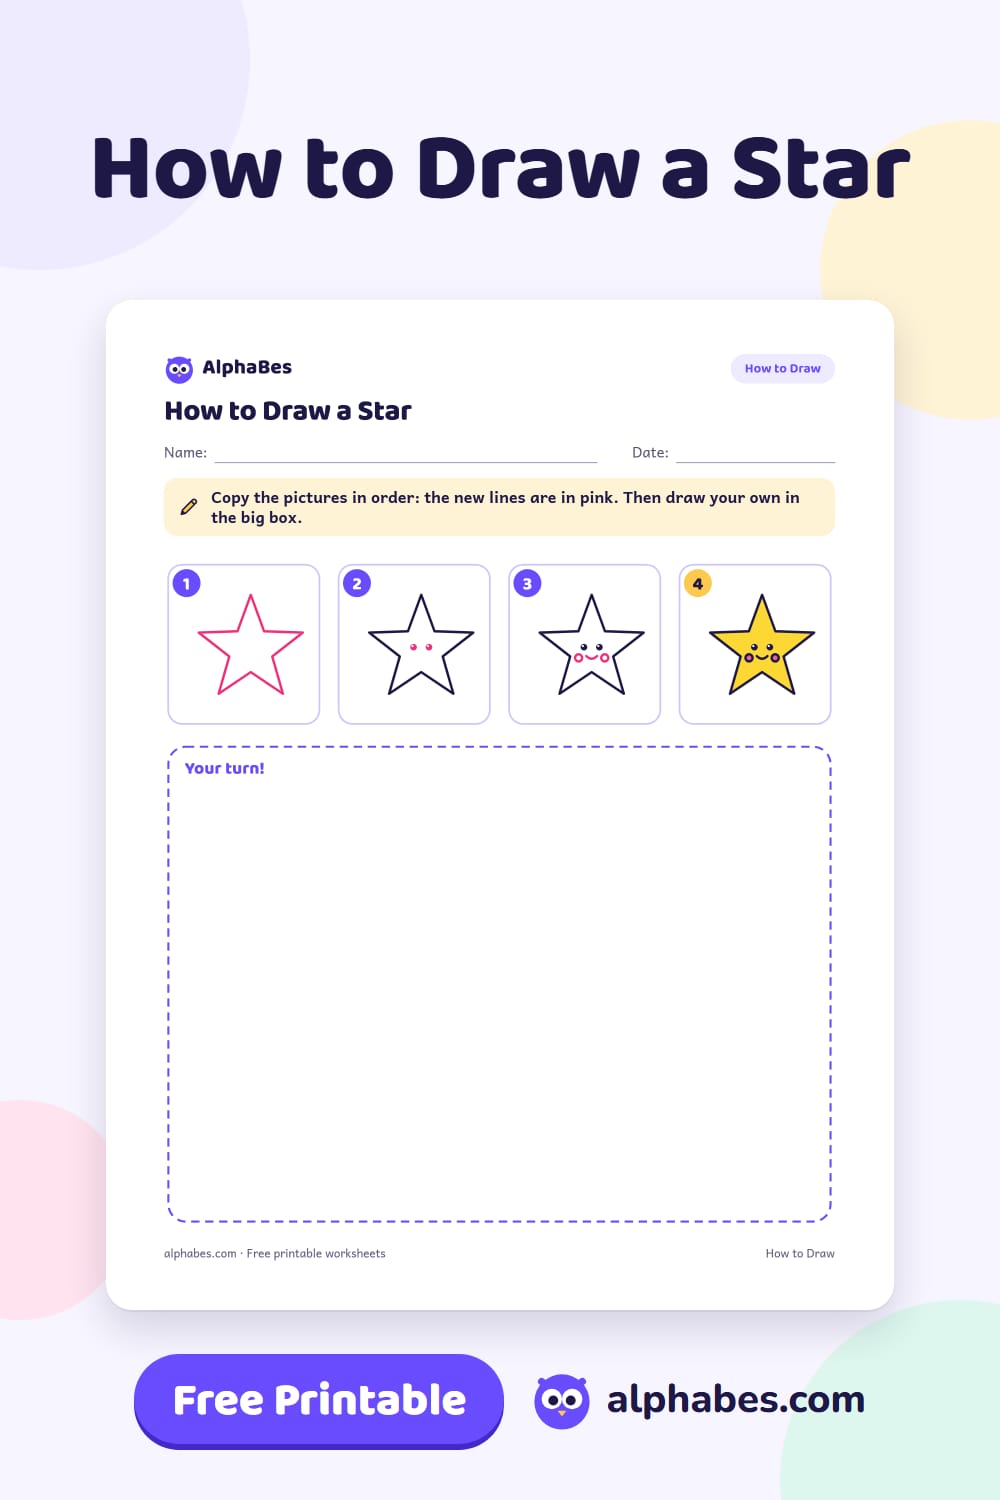 How to Draw a Star
AlphaBes
How to Draw
How to Draw a Star
Name:
Date:
Copy the pictures in order: the new lines are in pink. Then draw your own in
the big box.
1
2
3
4
Your turn!
alphabes.com · Free printable worksheets
How to Draw
Free Printable
alphabes.com